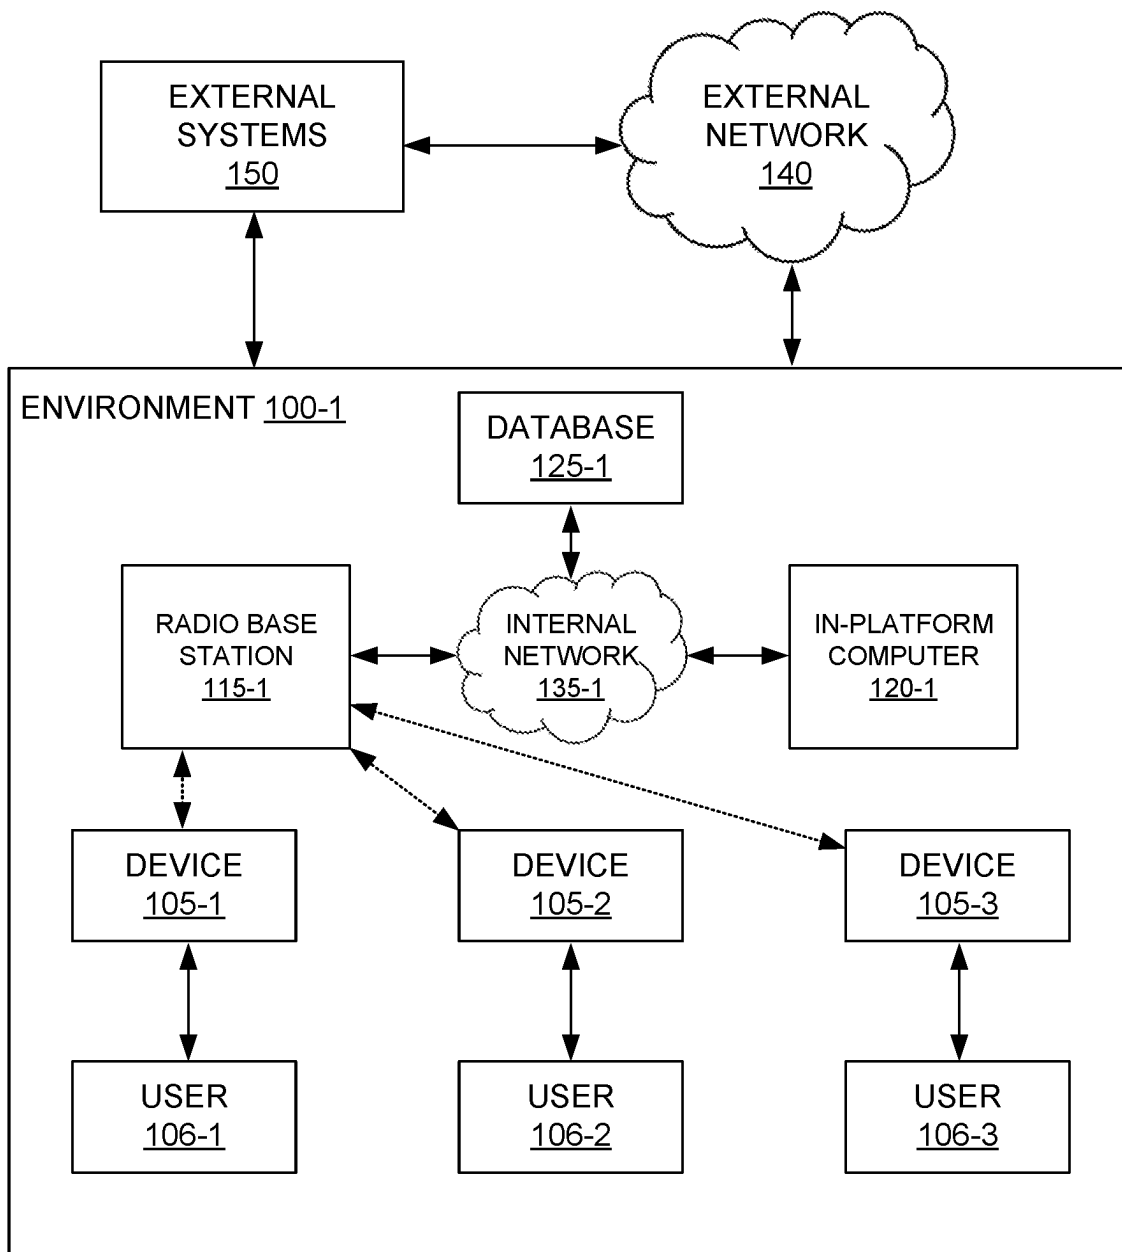 EXTERNAL
SYSTEMS
150
EXTERNAL
NETWORK
140
ENVIRONMENT 100-1
DATABASE
125-1
RADIO BASE
STATION
115-1
INTERNAL
NETWORK
135-1
IN-PLATFORM
COMPUTER
120-1
DEVICE
105-1
DEVICE
105-2
DEVICE
105-3
USER
106-1
USER
106-2
USER
106-3